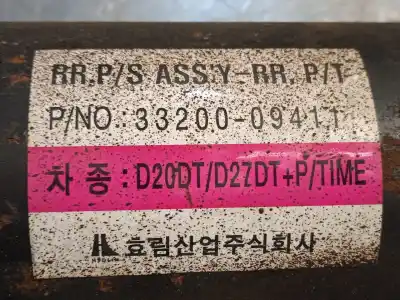 RR.P/S ASS'Y-RR. P/T
P/NO.: 33200-09411
차 종 : D20DT/D27DT+P/TIME
효림산업주식회사